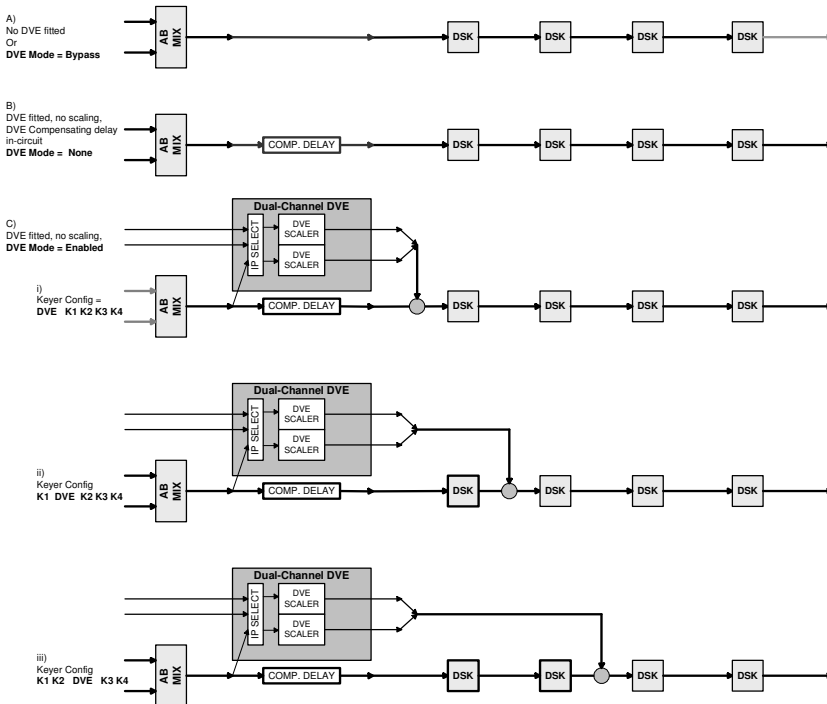 A)
No DVE fitted
Or
DVE Mode = Bypass
AB
MIX
DSK
DSK
DSK
DSK
B)
DVE fitted, no scaling,
DVE Compensating delay
in-circuit
DVE Mode = None
AB
MIX
COMP. DELAY
DSK
DSK
DSK
DSK
C)
DVE fitted, no scaling,
DVE Mode = Enabled
Dual-Channel DVE
IP SELECT
DVE
SCALER
DVE
SCALER
i)
Keyer Config =
DVE K1 K2 K3 K4
AB
MIX
COMP. DELAY
DSK
DSK
DSK
DSK
Dual-Channel DVE
IP SELECT
DVE
SCALER
DVE
SCALER
ii)
Keyer Config
K1 DVE K2 K3 K4
AB
MIX
COMP. DELAY
DSK
DSK
DSK
DSK
Dual-Channel DVE
IP SELECT
DVE
SCALER
DVE
SCALER
iii)
Keyer Config
K1 K2 DVE K3 K4
AB
MIX
COMP. DELAY
DSK
DSK
DSK
DSK